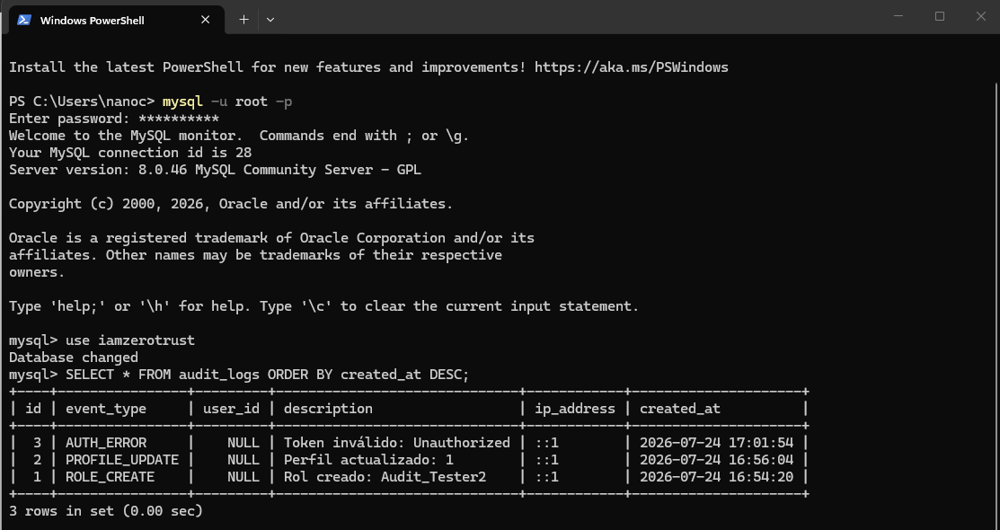 Windows PowerShell
Install the latest PowerShell for new features and improvements! https://aka.ms/PSWindows
PS C:\Users\nanoc> mysql -u root -p
Enter password: **********
Welcome to the MySQL monitor.  Commands end with ; or \g.
Your MySQL connection id is 28
Server version: 8.0.46 MySQL Community Server - GPL
Copyright (c) 2000, 2026, Oracle and/or its affiliates.
Oracle is a registered trademark of Oracle Corporation and/or its
affiliates. Other names may be trademarks of their respective
owners.
Type 'help;' or '\h' for help. Type '\c' to clear the current input statement.
mysql> use iamzerotrust
Database changed
mysql> SELECT * FROM audit_logs ORDER BY created_at DESC;
+----+----------------+---------+------------------------------+------------+---------------------+
| id | event_type     | user_id | description                  | ip_address | created_at          |
+----+----------------+---------+------------------------------+------------+---------------------+
|  3 | AUTH_ERROR     |    NULL | Token inválido: Unauthorized | ::1        | 2026-07-24 17:01:54 |
|  2 | PROFILE_UPDATE |    NULL | Perfil actualizado: 1        | ::1        | 2026-07-24 16:56:04 |
|  1 | ROLE_CREATE    |    NULL | Rol creado: Audit_Tester2    | ::1        | 2026-07-24 16:54:20 |
+----+----------------+---------+------------------------------+------------+---------------------+
3 rows in set (0.00 sec)